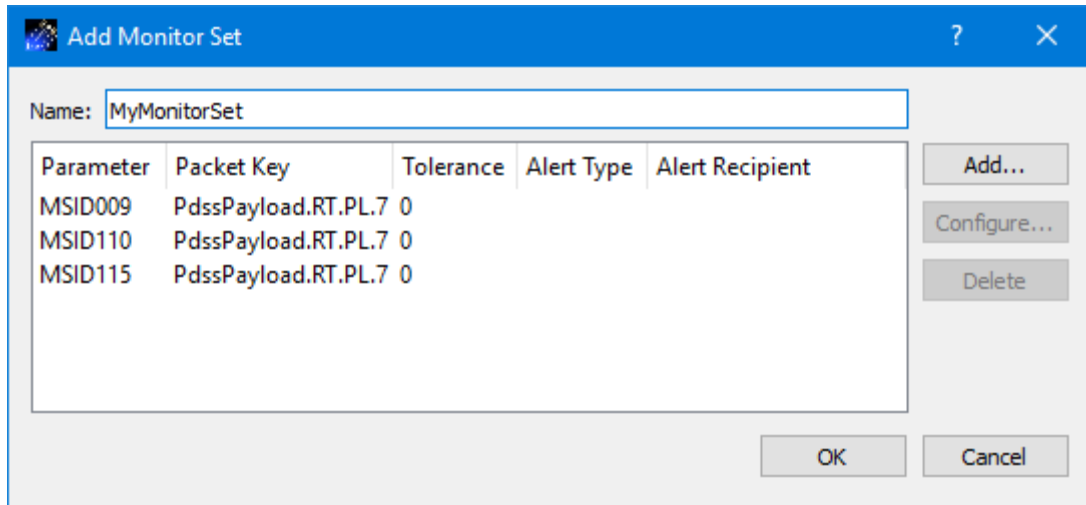 Add Monitor Set ? ×
Name: MyMonitorSet
Parameter Packet Key Tolerance Alert Type Alert Recipient Add...
MSID009 PdssPayload.RT.PL.7 0
MSID110 PdssPayload.RT.PL.7 0 Configure...
MSID115 PdssPayload.RT.PL.7 0 Delete
OK Cancel